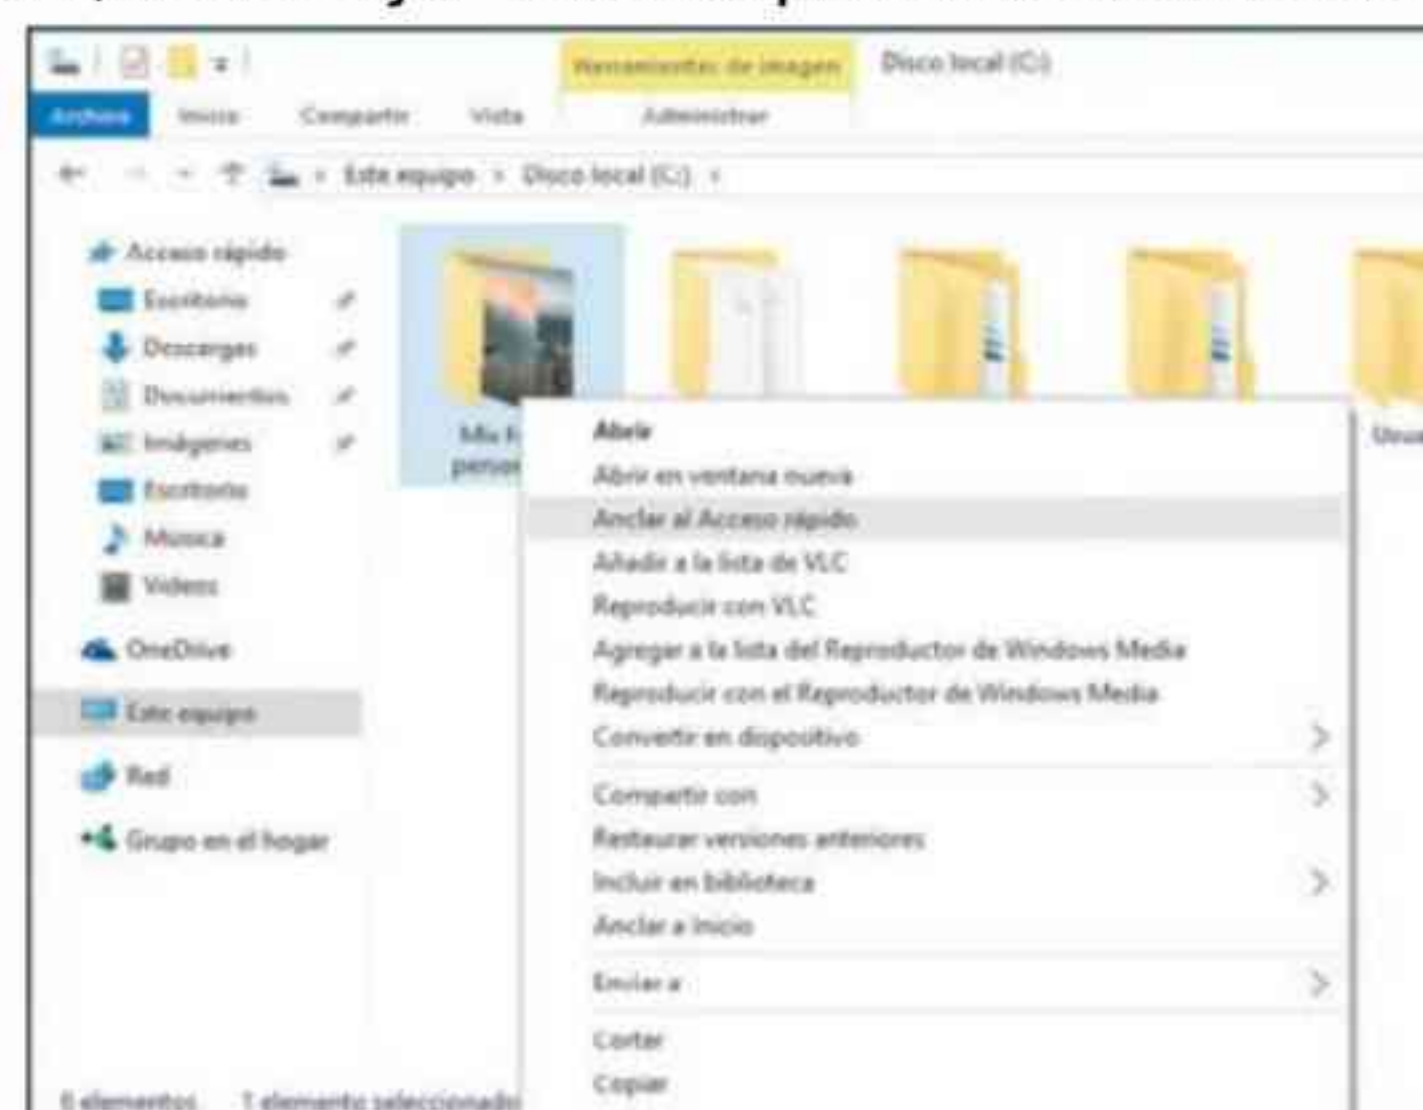 Herramientas de imagen Disco local (C:)
Archivo Inicio Compartir Vista Administrar
Este equipo › Disco local (C:) ›
Acceso rápido
Escritorio
Descargas
Documentos
Imágenes
Escritorio
Música
Videos
OneDrive
Este equipo
Red
Grupo en el hogar
Abrir
Abrir en ventana nueva
Anclar al Acceso rápido
Añadir a la lista de VLC
Reproducir con VLC
Agregar a la lista del Reproductor de Windows Media
Reproducir con el Reproductor de Windows Media
Convertir en dispositivo
Compartir con
Restaurar versiones anteriores
Incluir en biblioteca
Anclar a Inicio
Enviar a
Cortar
Copiar
6 elementos 1 elemento seleccionado